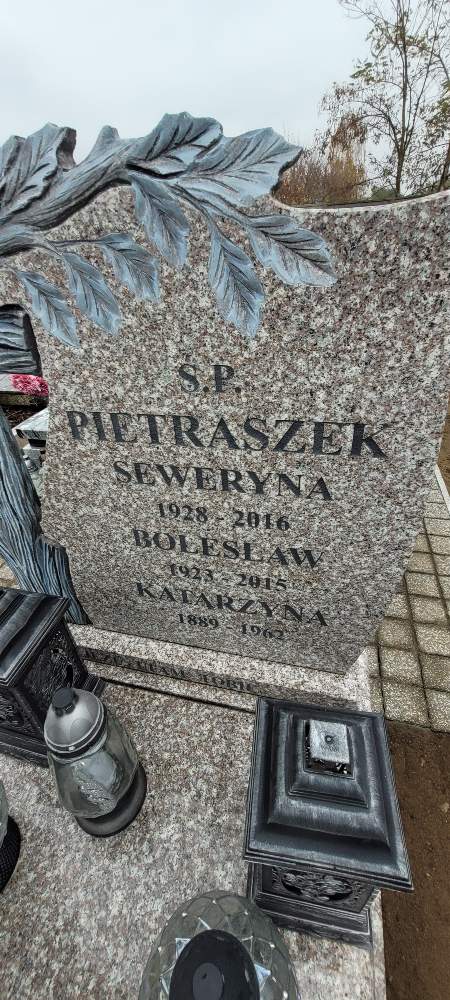 Ś.P.
PIETRASZEK
SEWERYNA
1928 - 2016
BOLESŁAW
1923 - 2015
KATARZYNA
1889 - 1962